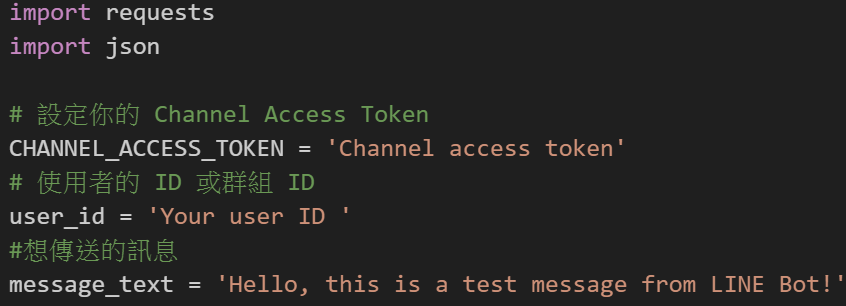 import requests
import json
# 設定你的 Channel Access Token
CHANNEL_ACCESS_TOKEN = 'Channel access token'
# 使用者的 ID 或群組 ID
user_id = 'Your user ID '
#想傳送的訊息
message_text = 'Hello, this is a test message from LINE Bot!'